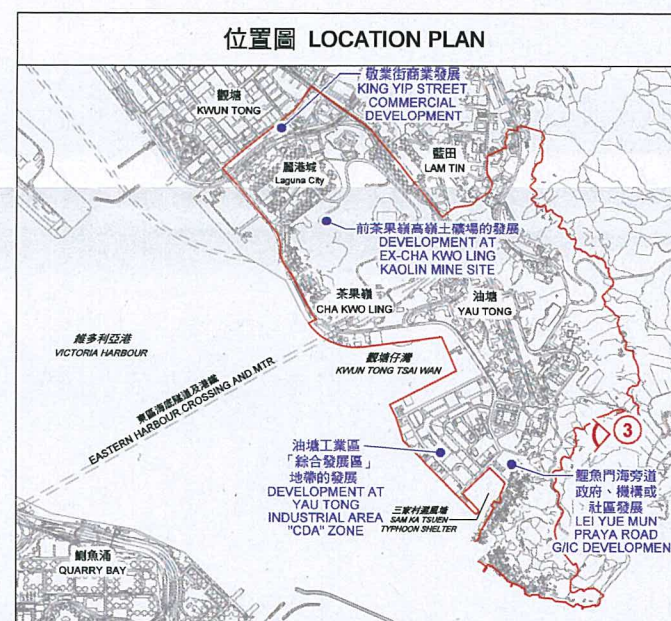 位置圖 LOCATION PLAN
敬業街商業發展
KING YIP STREET
COMMERCIAL
DEVELOPMENT
觀塘
KWUN TONG
麗港城
Laguna City
藍田
LAM TIN
前茶果嶺高嶺土礦場的發展
DEVELOPMENT AT
EX-CHA KWO LING
KAOLIN MINE SITE
茶果嶺
CHA KWO LING
油塘
YAU TONG
維多利亞港
VICTORIA HARBOUR
觀塘仔灣
KWUN TONG TSAI WAN
東區海底隧道及港鐵
EASTERN HARBOUR CROSSING AND MTR
3
油塘工業區
「綜合發展區」
地帶的發展
DEVELOPMENT AT
YAU TONG
INDUSTRIAL AREA
"CDA" ZONE
三家村避風塘
SAM KA TSUEN
TYPHOON SHELTER
鯉魚門海旁道
政府、機構或
社區發展
LEI YUE MUN
PRAYA ROAD
G/IC DEVELOPMEN
鰂魚涌
QUARRY BAY